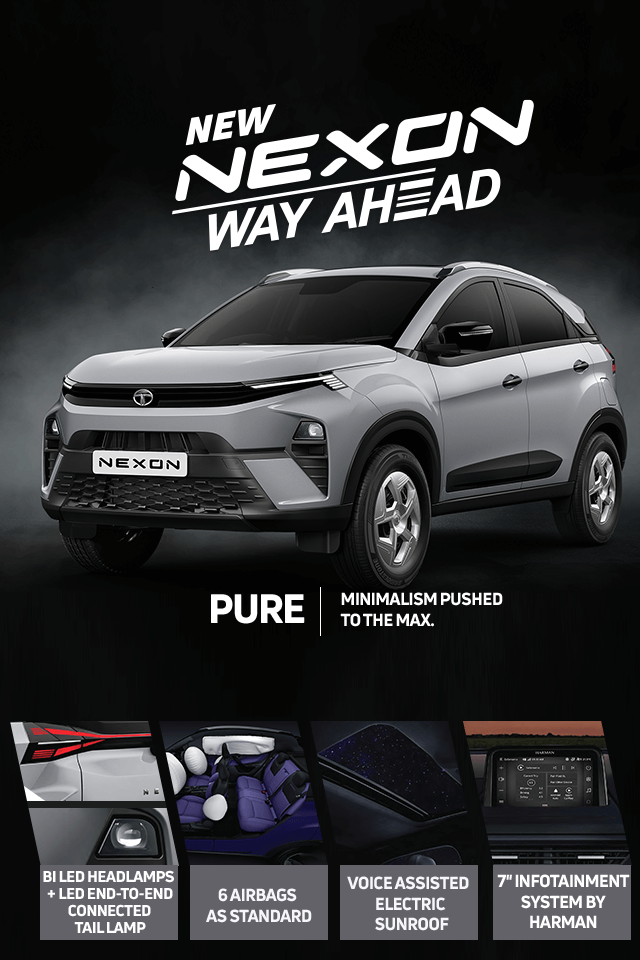 NEW
NEXON
WAY AHEAD
NEXON
PURE
MINIMALISM PUSHED
TO THE MAX.
HARMAN
BI LED HEADLAMPS
+ LED END-TO-END
CONNECTED
TAIL LAMP
6 AIRBAGS
AS STANDARD
VOICE ASSISTED
ELECTRIC
SUNROOF
7" INFOTAINMENT
SYSTEM BY
HARMAN